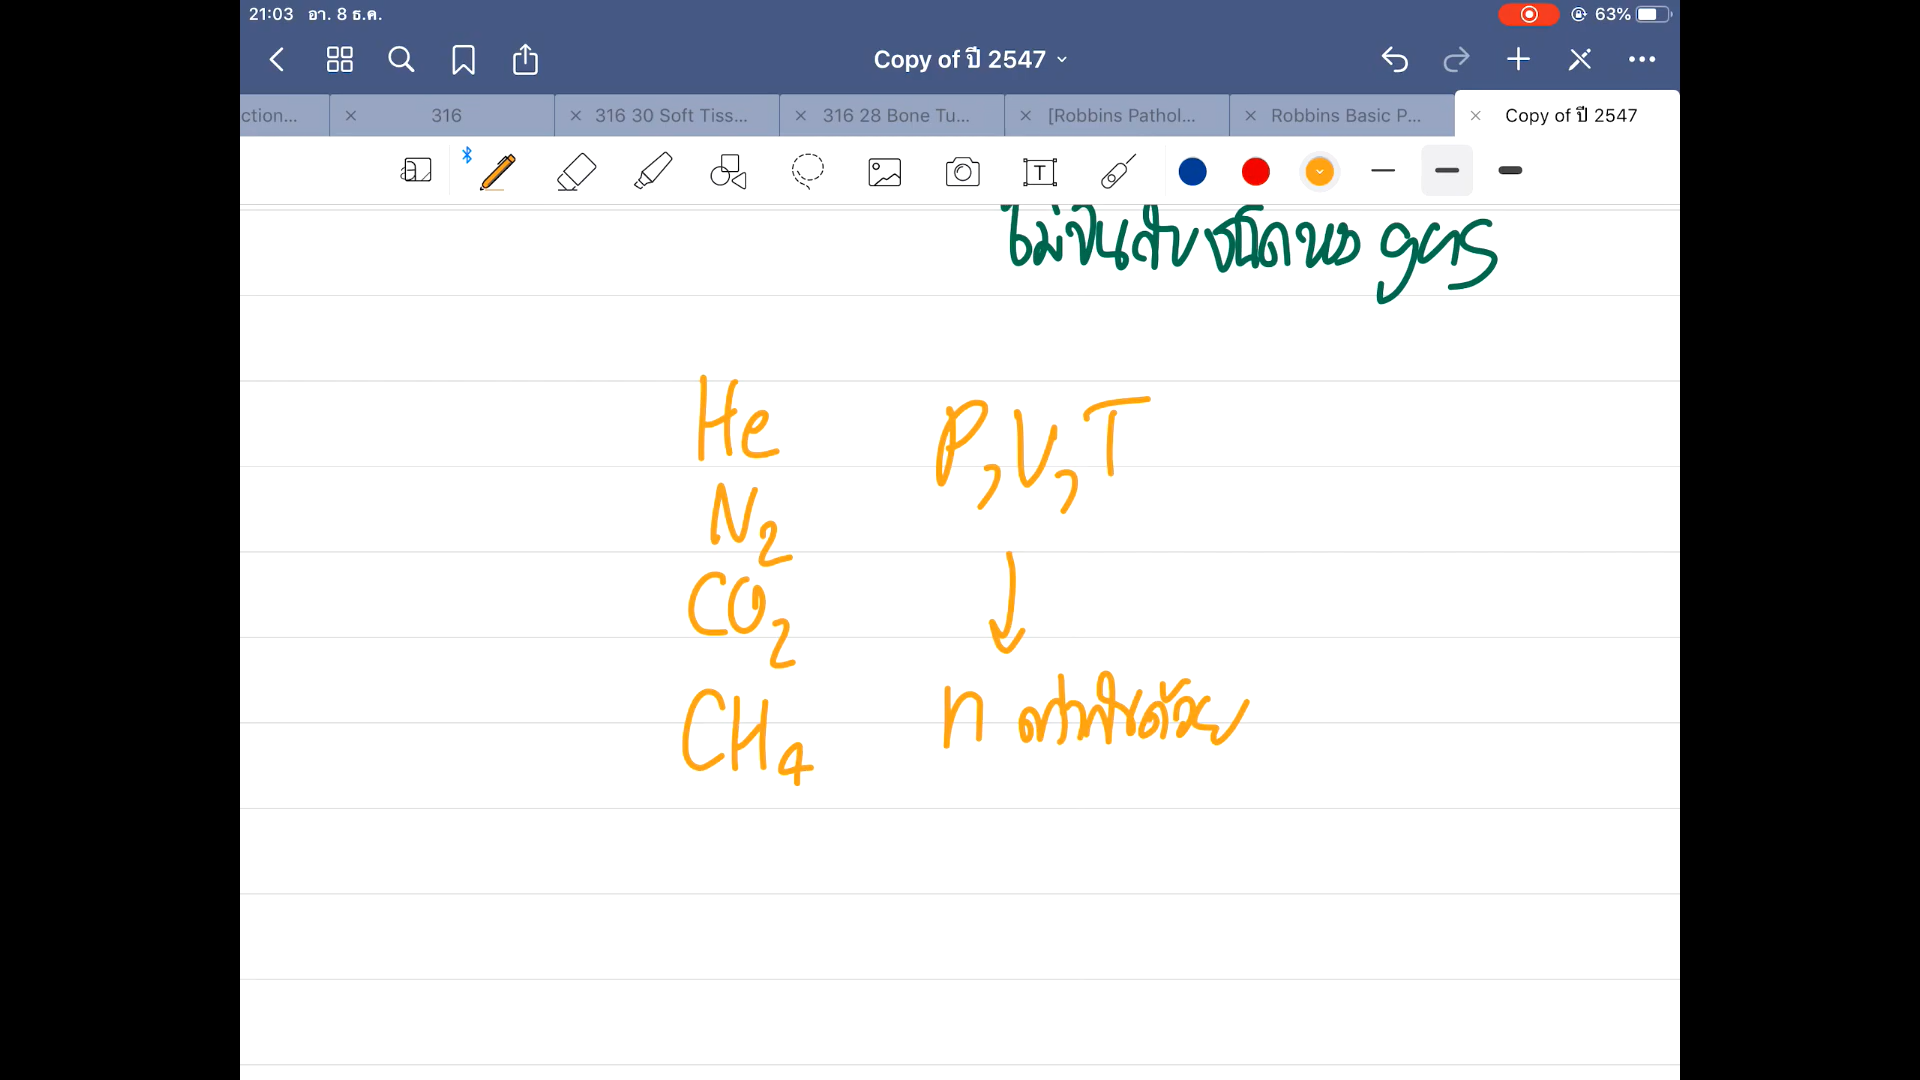 21:03 อา. 8 ธ.ค. 63%
Copy of ปี 2547
ction... 316 316 30 Soft Tiss... 316 28 Bone Tu... [Robbins Pathol... Robbins Basic P... Copy of ปี 2547
ไม่ขึ้นกับชนิดของ gas
He
N2
CO2
CH4
P, V, T
↓
n เท่ากันด้วย